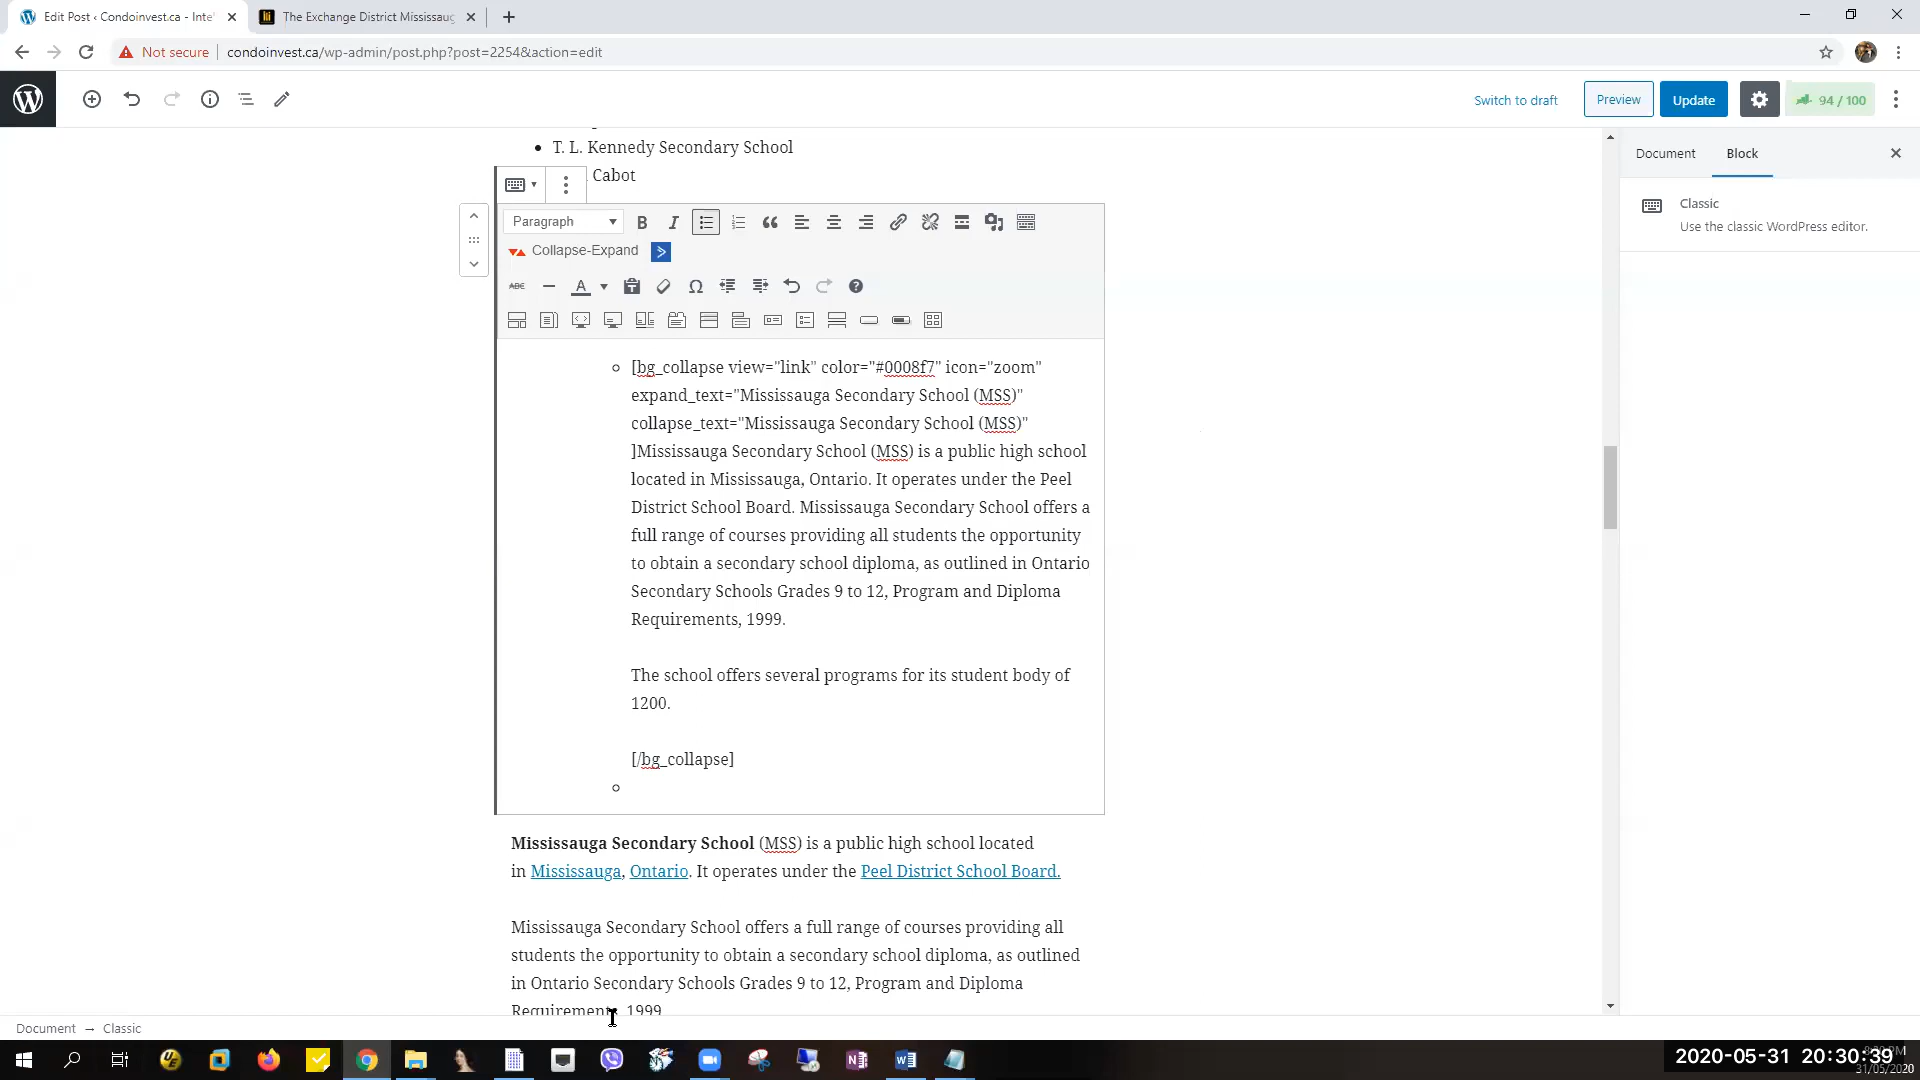 Edit Post ‹ Condoinvest.ca - Inte
The Exchange District Mississaug
Not secure
condoinvest.ca/wp-admin/post.php?post=2254&action=edit
Switch to draft
Preview
Update
94 / 100
T. L. Kennedy Secondary School
Cabot
Document
Block
Classic
Use the classic WordPress editor.
Paragraph
B I
Collapse-Expand
ABC A
[bg_collapse view="link" color="#0008f7" icon="zoom"
expand_text="Mississauga Secondary School (MSS)"
collapse_text="Mississauga Secondary School (MSS)"
]Mississauga Secondary School (MSS) is a public high school
located in Mississauga, Ontario. It operates under the Peel
District School Board. Mississauga Secondary School offers a
full range of courses providing all students the opportunity
to obtain a secondary school diploma, as outlined in Ontario
Secondary Schools Grades 9 to 12, Program and Diploma
Requirements, 1999.
The school offers several programs for its student body of
1200.
[/bg_collapse]
Mississauga Secondary School (MSS) is a public high school located
in Mississauga, Ontario. It operates under the Peel District School Board.
Mississauga Secondary School offers a full range of courses providing all
students the opportunity to obtain a secondary school diploma, as outlined
in Ontario Secondary Schools Grades 9 to 12, Program and Diploma
Requirements, 1999
Document → Classic
2020-05-31 20:30:39
31/05/2020